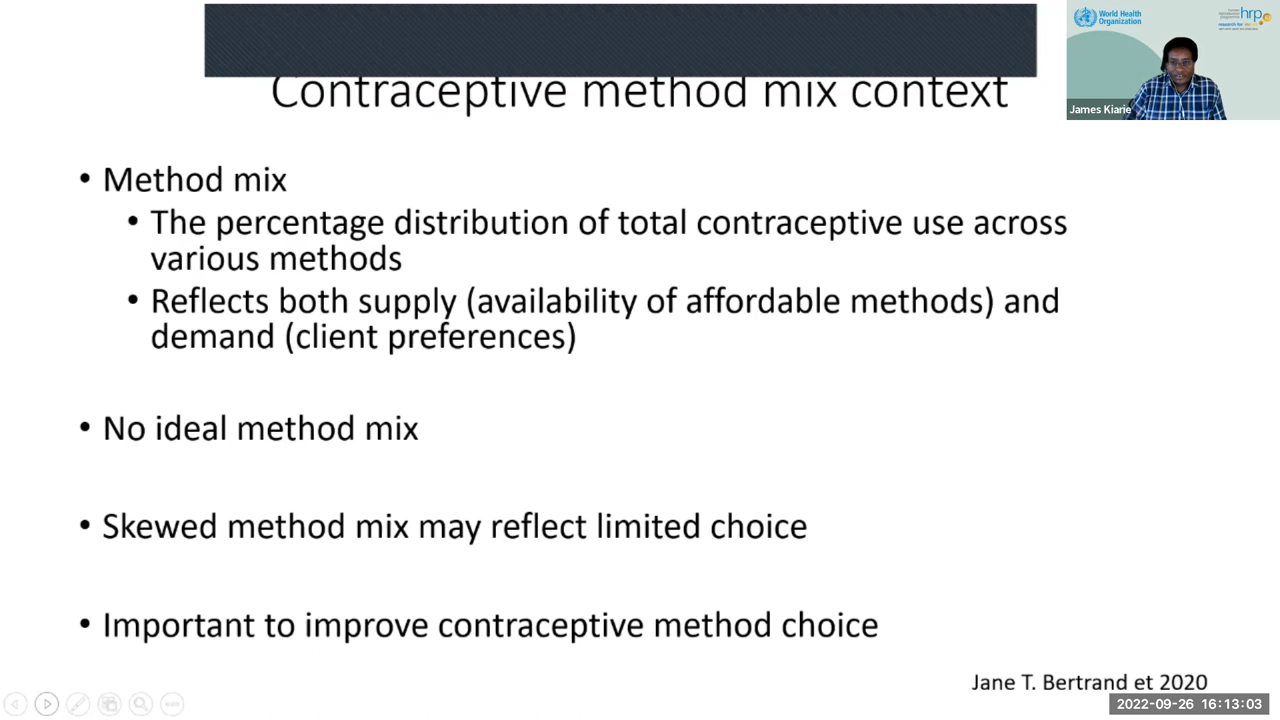 World Health
Organization
hrp
James Kiarie
Contraceptive method mix context
• Method mix
• The percentage distribution of total contraceptive use across
various methods
• Reflects both supply (availability of affordable methods) and
demand (client preferences)
• No ideal method mix
• Skewed method mix may reflect limited choice
• Important to improve contraceptive method choice
Jane T. Bertrand et 2020
2022-09-26 16:13:03